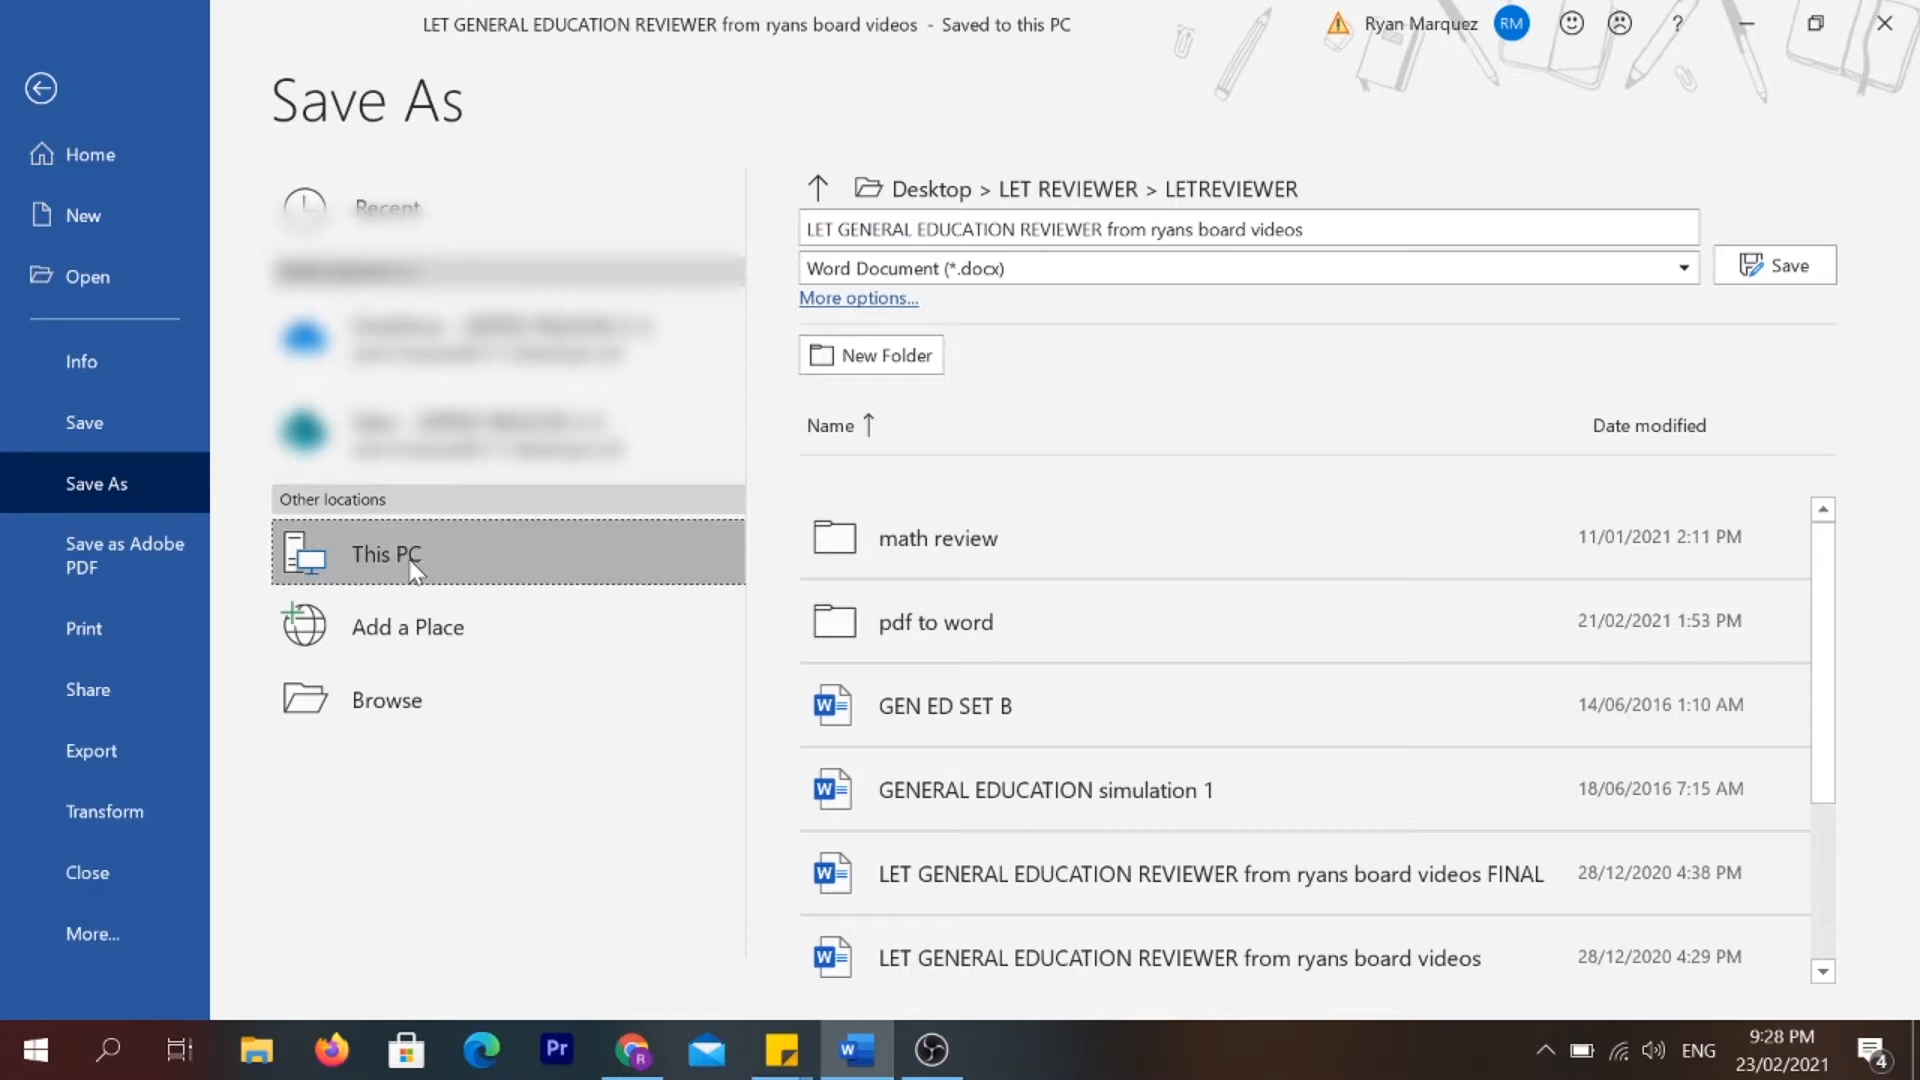 LET GENERAL EDUCATION REVIEWER from ryans board videos - Saved to this PC
Ryan Marquez
RM
?
Save As
Home
New
Open
Info
Save
Save As
Save as Adobe
PDF
Print
Share
Export
Transform
Close
More...
Recent
Other locations
This PC
Add a Place
Browse
Desktop > LET REVIEWER > LETREVIEWER
LET GENERAL EDUCATION REVIEWER from ryans board videos
Word Document (*.docx)
Save
More options...
New Folder
Name
Date modified
math review 11/01/2021 2:11 PM
pdf to word 21/02/2021 1:53 PM
GEN ED SET B 14/06/2016 1:10 AM
GENERAL EDUCATION simulation 1 18/06/2016 7:15 AM
LET GENERAL EDUCATION REVIEWER from ryans board videos FINAL 28/12/2020 4:38 PM
LET GENERAL EDUCATION REVIEWER from ryans board videos 28/12/2020 4:29 PM
Pr
R
W
ENG
9:28 PM
23/02/2021
4